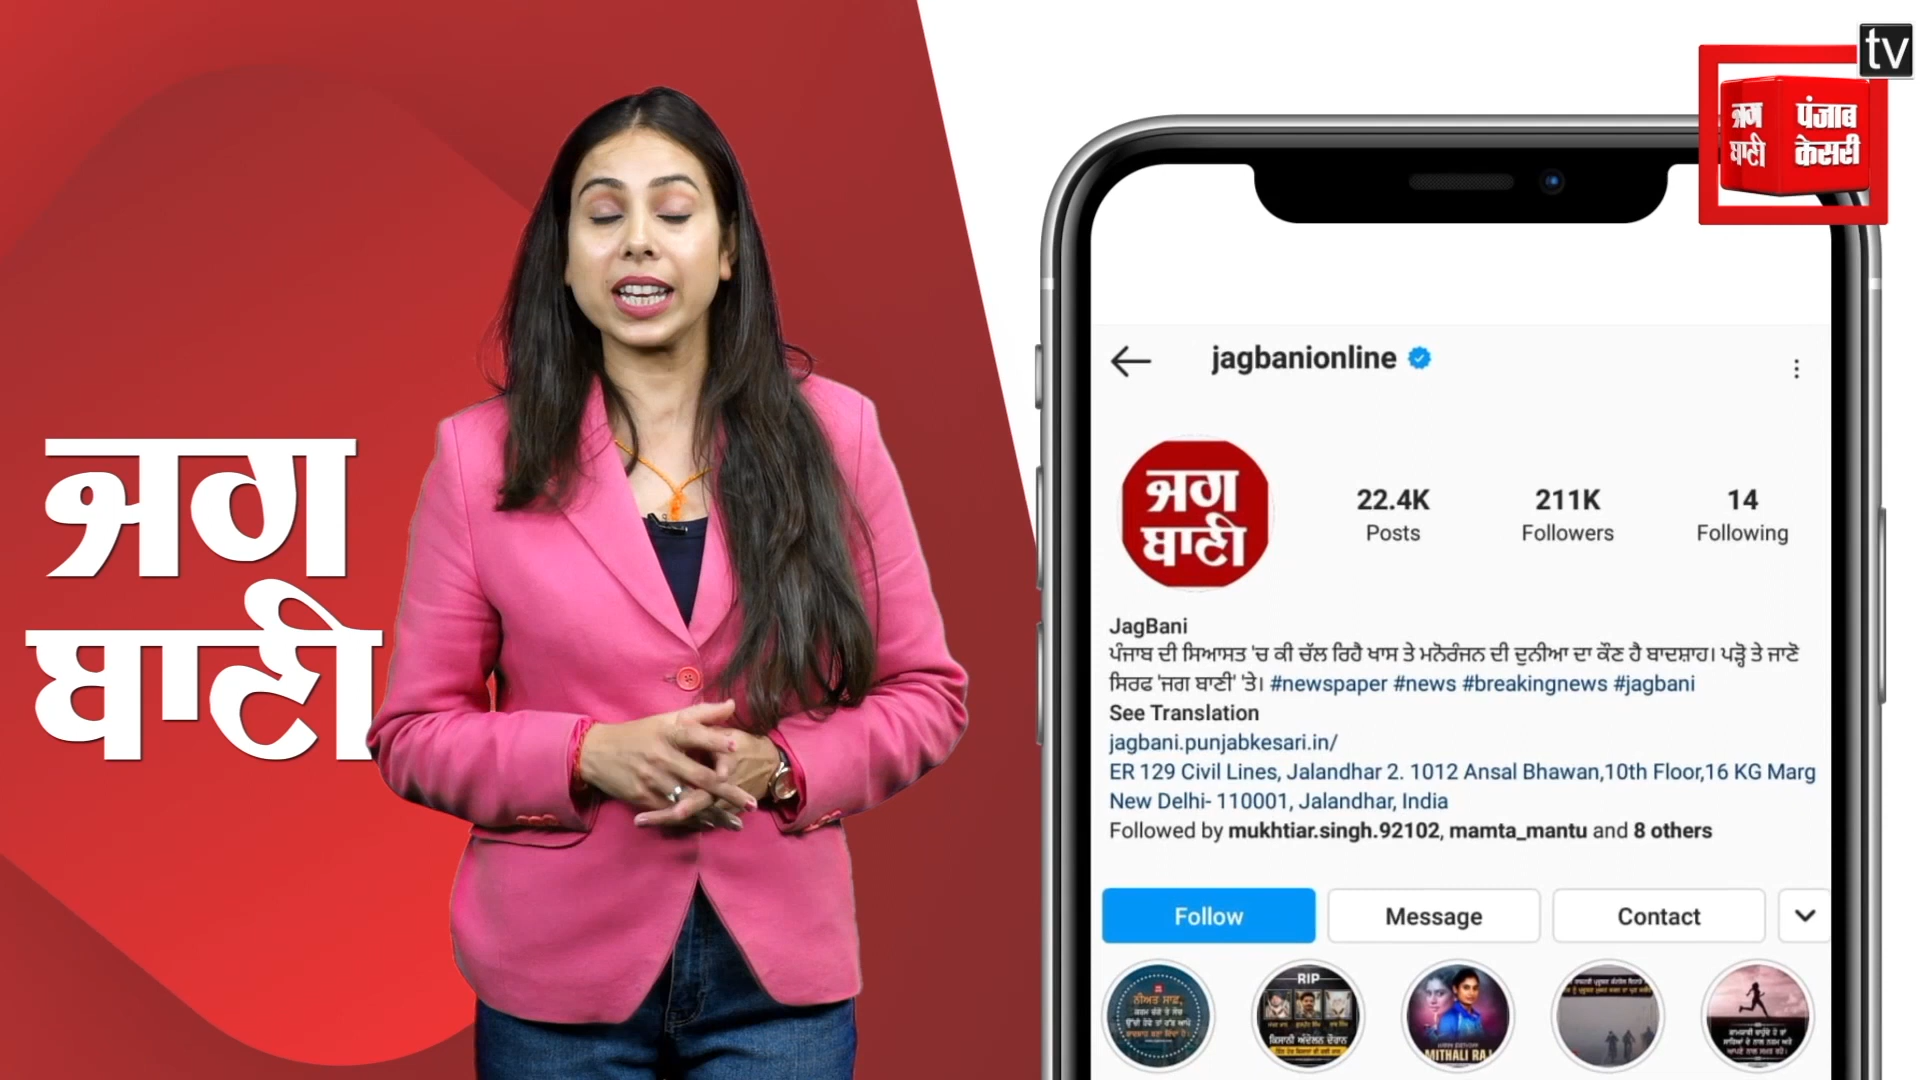 tv
ਜਗ ਬਾਣੀ
पंजाब केसरी
ਜਗ
ਬਾਣੀ
jagbanionline
ਜਗ
ਬਾਣੀ
22.4K
Posts
211K
Followers
14
Following
JagBani
ਪੰਜਾਬ ਦੀ ਸਿਆਸਤ 'ਚ ਕੀ ਚੱਲ ਰਿਹੈ ਖਾਸ ਤੇ ਮਨੋਰੰਜਨ ਦੀ ਦੁਨੀਆ ਦਾ ਕੌਣ ਹੈ ਬਾਦਸ਼ਾਹ। ਪੜ੍ਹੋ ਤੇ ਜਾਣੋ
ਸਿਰਫ 'ਜਗ ਬਾਣੀ' 'ਤੇ। #newspaper #news #breakingnews #jagbani
See Translation
jagbani.punjabkesari.in/
ER 129 Civil Lines, Jalandhar 2. 1012 Ansal Bhawan,10th Floor,16 KG Marg
New Delhi- 110001, Jalandhar, India
Followed by mukhtiar.singh.92102, mamta_mantu and 8 others
Follow
Message
Contact
ਨੀਅਤ ਸਾਫ਼,
RIP
ਕਿਸਾਨੀ ਅੰਦੋਲਨ ਦੌਰਾਨ
MITHALI RAJ